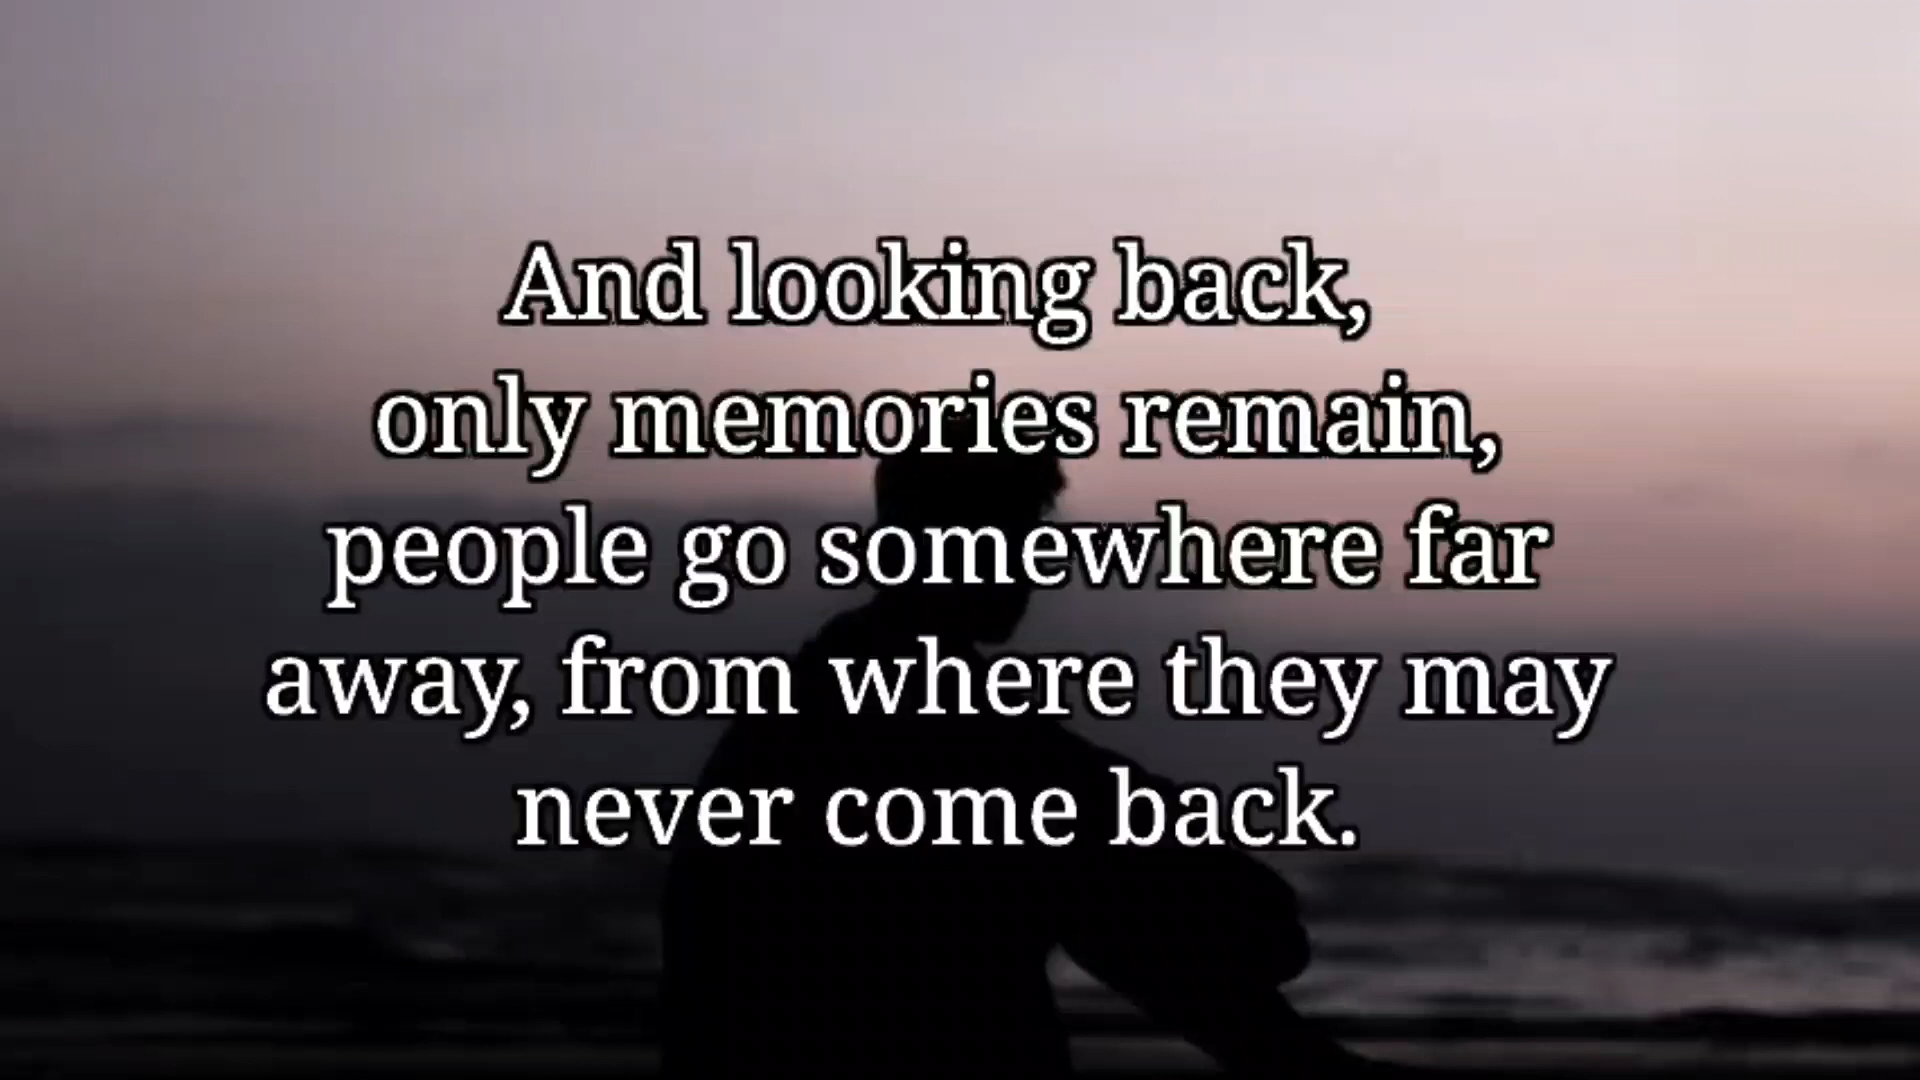 And looking back,
only memories remain,
people go somewhere far
away, from where they may
never come back.